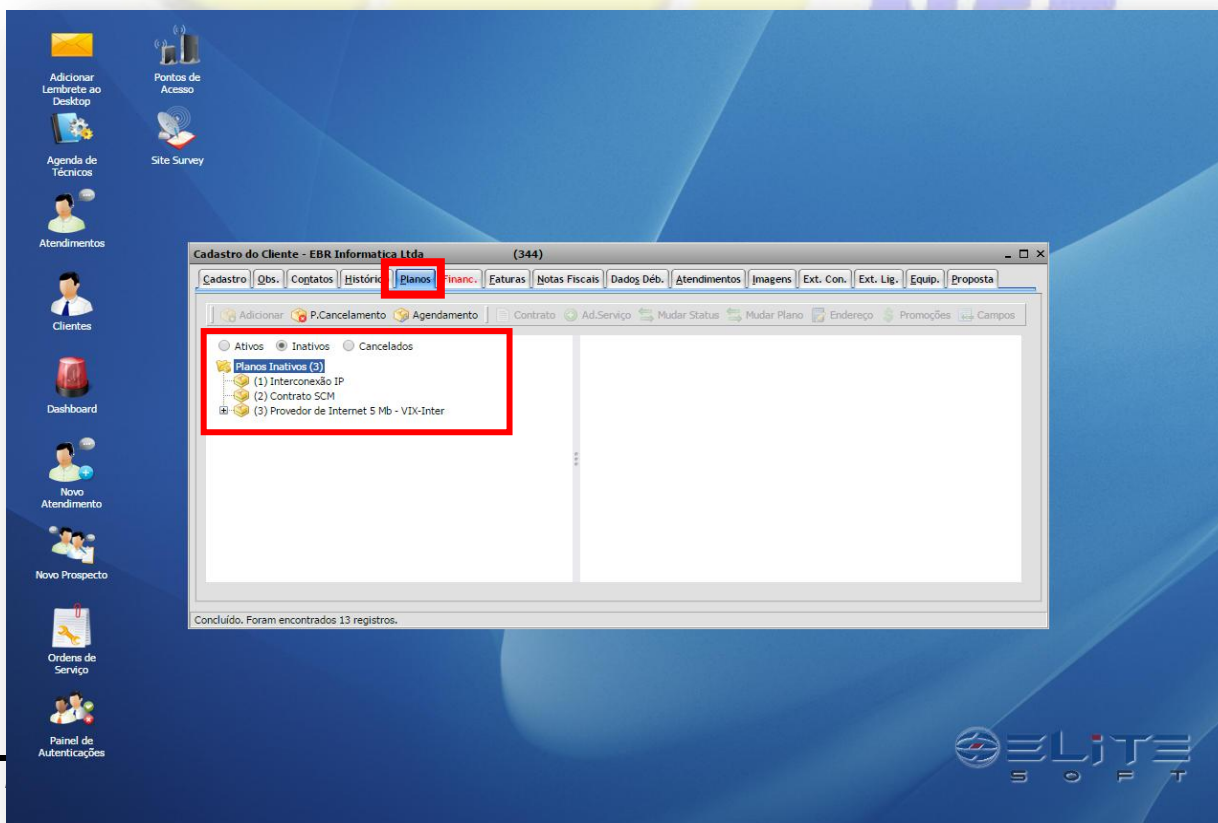 Adicionar
Lembrete ao
Desktop
Pontos de
Acesso
Agenda de
Técnicos
Site Survey
Atendimentos
Clientes
Dashboard
Novo
Atendimento
Novo Prospecto
Ordens de
Serviço
Painel de
Autenticações
Cadastro do Cliente - EBR Informatica Ltda (344)
Cadastro Obs. Contatos Históric Planos Financ. Faturas Notas Fiscais Dados Déb. Atendimentos Imagens Ext. Con. Ext. Lig. Equip. Proposta
Adicionar P.Cancelamento Agendamento Contrato Ad.Serviço Mudar Status Mudar Plano Endereço Promoções Campos
Ativos Inativos Cancelados
Planos Inativos (3)
(1) Interconexão IP
(2) Contrato SCM
(3) Provedor de Internet 5 Mb - VIX-Inter
Concluído. Foram encontrados 13 registros.
ELITE
SOFT